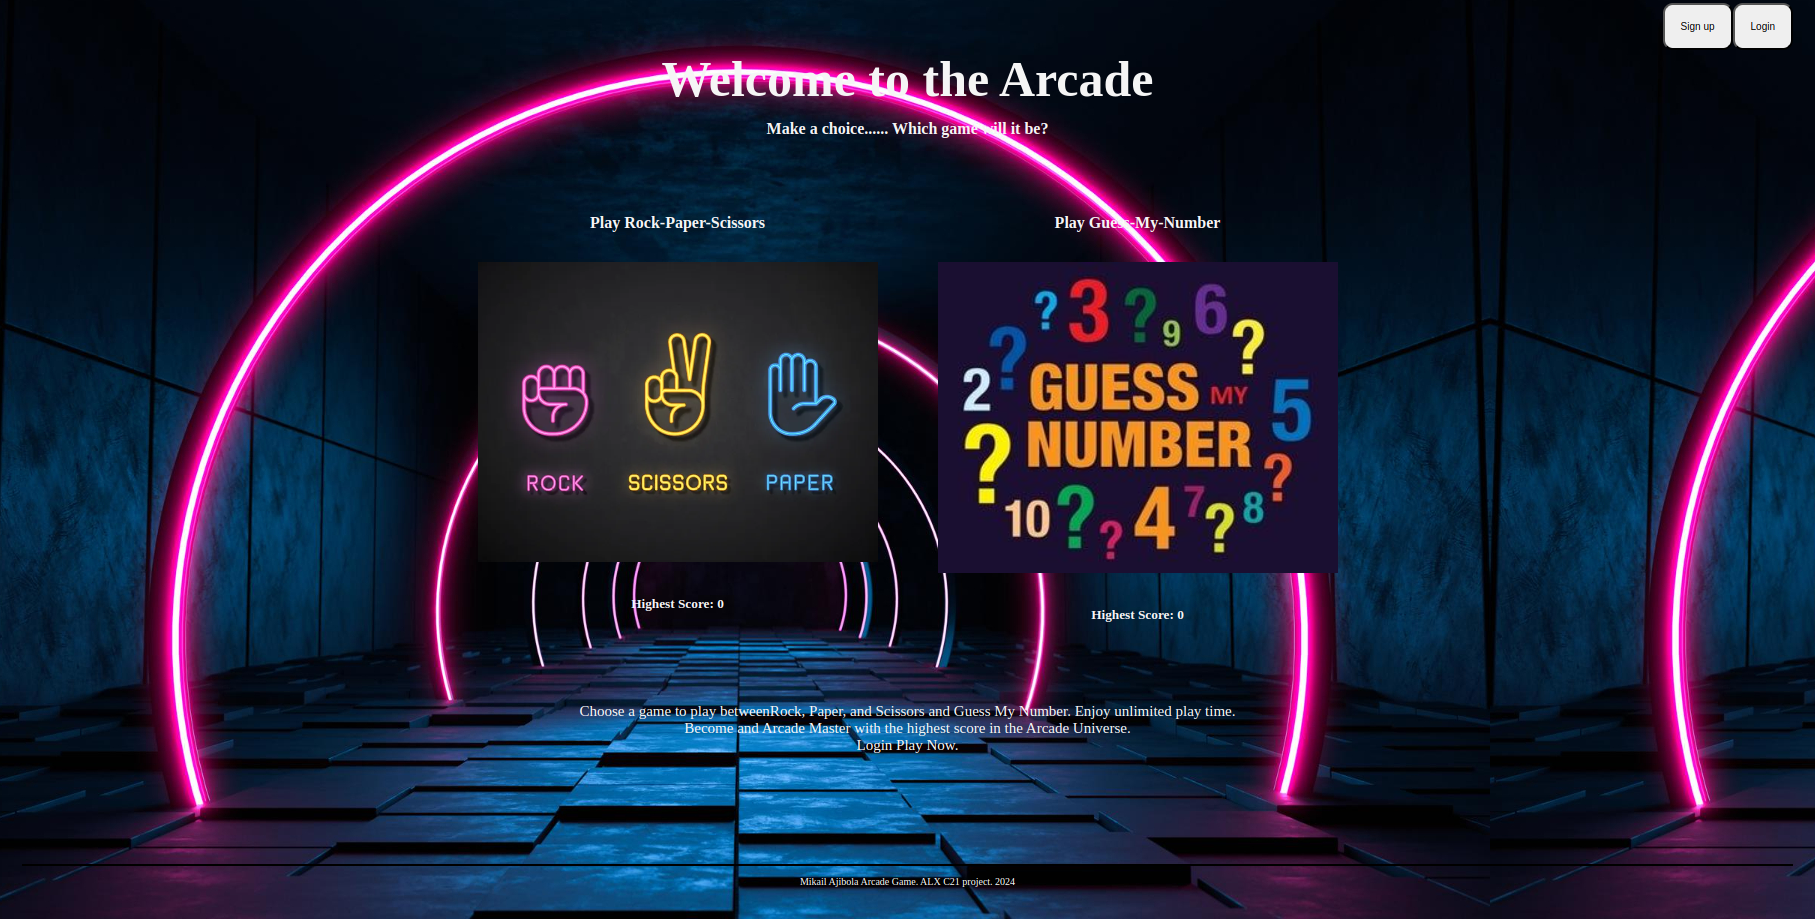 Sign up
Login
Welcome to the Arcade
Make a choice...... Which game will it be?
Play Rock-Paper-Scissors
Play Guess-My-Number
ROCK
SCISSORS
PAPER
? 3 ? 9 6 ?
2 ? GUESS MY 5
? NUMBER ?
10 ? ? 4 7 ? 8
Highest Score: 0
Highest Score: 0
Choose a game to play betweenRock, Paper, and Scissors and Guess My Number. Enjoy unlimited play time.
Become and Arcade Master with the highest score in the Arcade Universe.
Login Play Now.
Mikail Ajibola Arcade Game. ALX C21 project. 2024